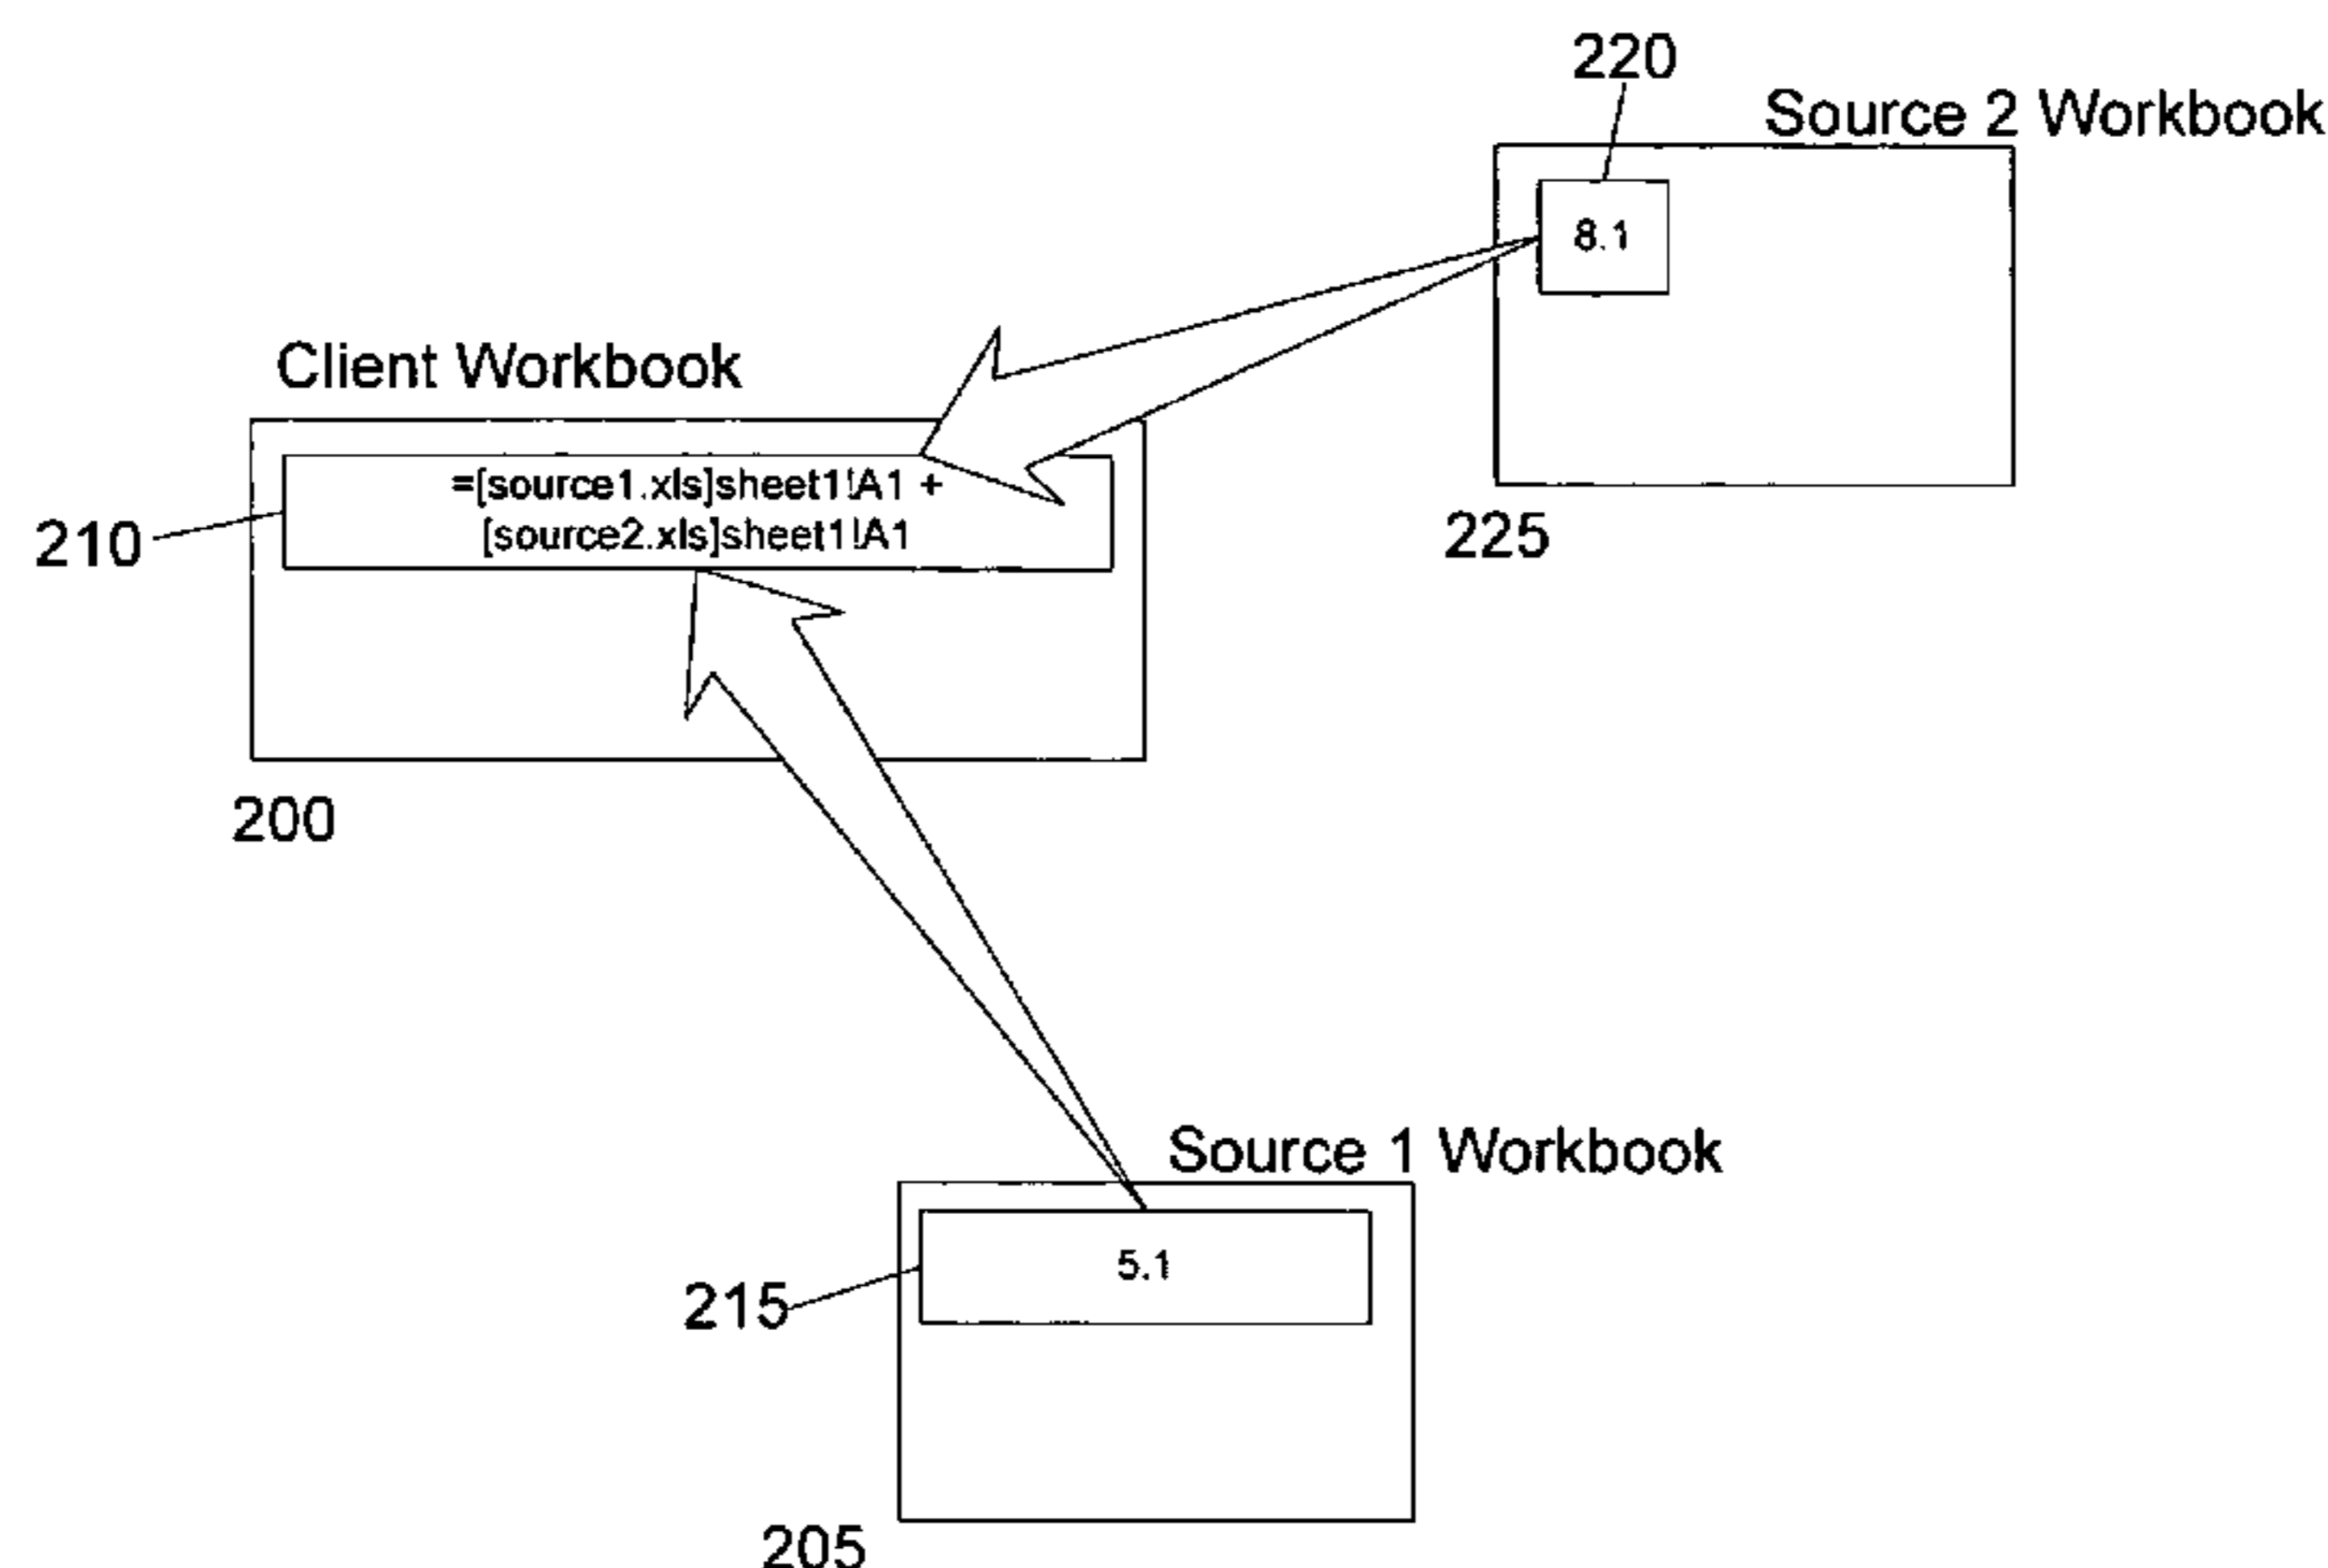 220
Source 2 Workbook
8.1
Client Workbook
=[source1.xls]sheet1!A1 +
[source2.xls]sheet1!A1
210
225
200
Source 1 Workbook
5.1
215
205